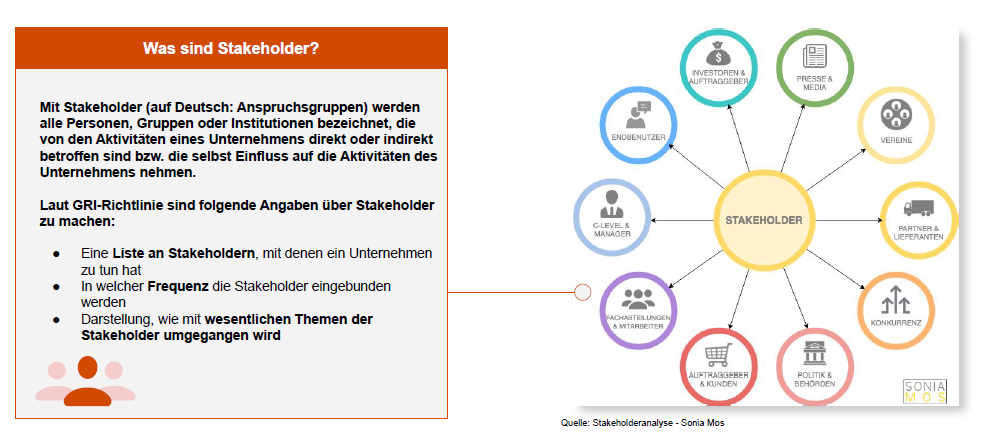 Was sind Stakeholder?
Mit Stakeholder (auf Deutsch: Anspruchsgruppen) werden
alle Personen, Gruppen oder Institutionen bezeichnet, die
von den Aktivitäten eines Unternehmens direkt oder indirekt
betroffen sind bzw. die selbst Einfluss auf die Aktivitäten des
Unternehmens nehmen.
Laut GRI-Richtlinie sind folgende Angaben über Stakeholder
zu machen:
● Eine Liste an Stakeholdern, mit denen ein Unternehmen
zu tun hat
● In welcher Frequenz die Stakeholder eingebunden
werden
● Darstellung, wie mit wesentlichen Themen der
Stakeholder umgegangen wird
INVESTOREN &
AUFTRAGGEBER
PRESSE &
MEDIA
ENDBENUTZER
VEREINE
C-LEVEL &
MANAGER
STAKEHOLDER
PARTNER &
LIEFERANTEN
FACHABTEILUNGEN
& MITARBEITER
KONKURRENZ
AUFTRAGGEBER
& KUNDEN
POLITIK &
BEHÖRDEN
SONIA
MOS
Quelle: Stakeholderanalyse - Sonia Mos